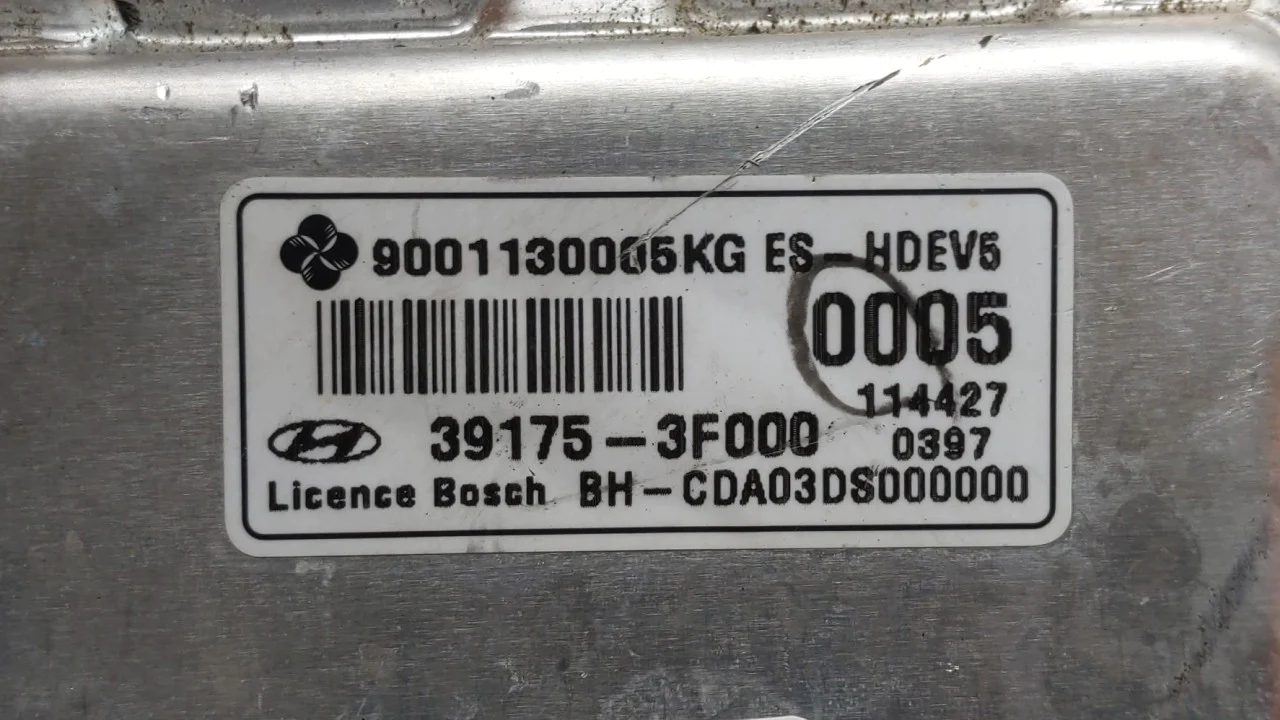 9001130005KG ES-HDEV5
0005
114427
39175-3F000
0397
Licence Bosch BH-CDA03DS000000